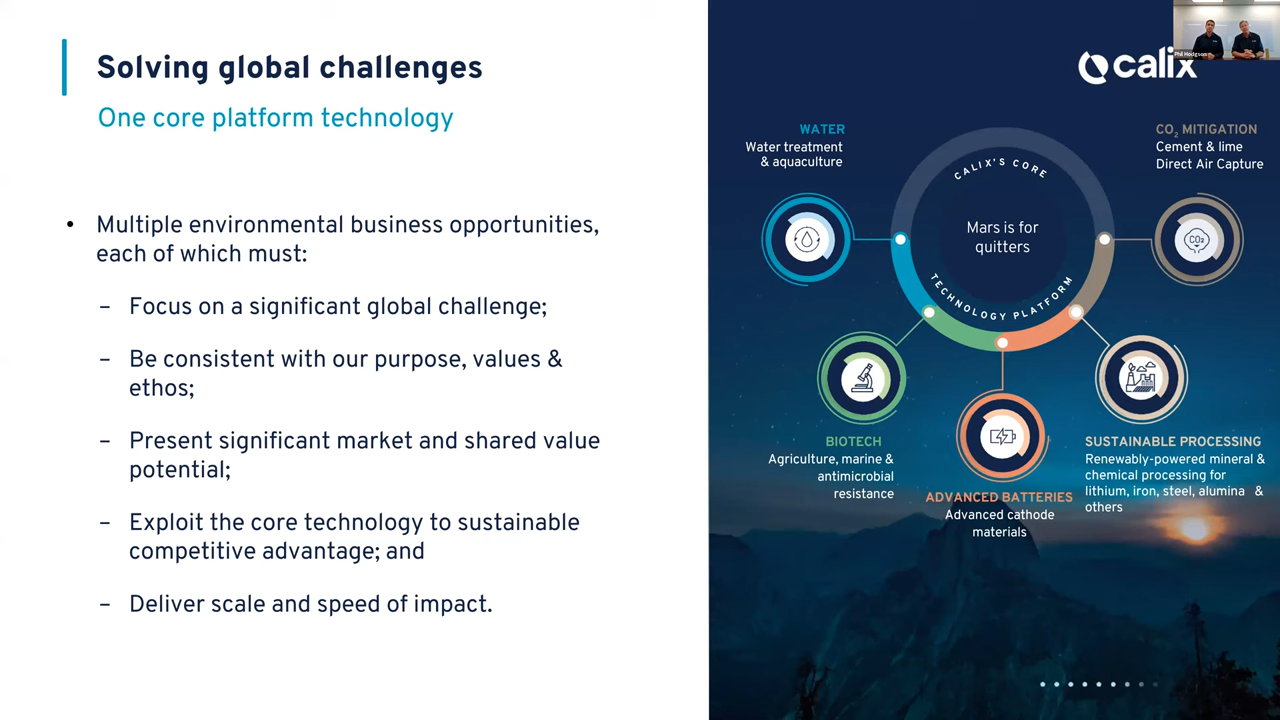 Solving global challenges
One core platform technology
• Multiple environmental business opportunities,
each of which must:
– Focus on a significant global challenge;
– Be consistent with our purpose, values &
ethos;
– Present significant market and shared value
potential;
– Exploit the core technology to sustainable
competitive advantage; and
– Deliver scale and speed of impact.
Phil Hodgson
calix
WATER
Water treatment
& aquaculture
CO₂ MITIGATION
Cement & lime
Direct Air Capture
CALIX'S CORE
Mars is for
quitters
TECHNOLOGY PLATFORM
CO₂
BIOTECH
Agriculture, marine &
antimicrobial
resistance
ADVANCED BATTERIES
Advanced cathode
materials
SUSTAINABLE PROCESSING
Renewably-powered mineral &
chemical processing for
lithium, iron, steel, alumina &
others